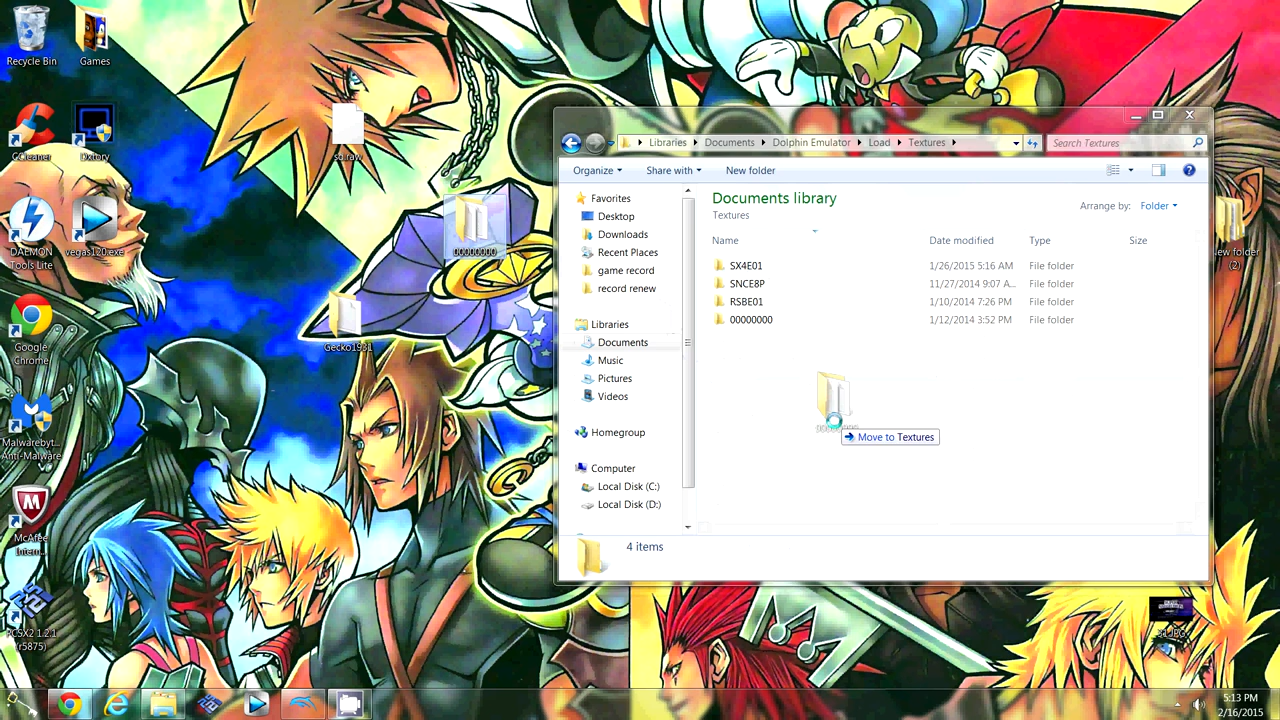 Recycle Bin
Games
CCleaner
Dxtory
so.raw
DAEMON
Tools Lite
vegas120.exe
00000000
Google
Chrome
Gecko1931
Malwarebyt...
Anti-Malware
McAfee
Intern...
PCSX2 1.2.1
(r5875)
New folder
(2)
Libraries
Documents
Dolphin Emulator
Load
Textures
Search Textures
Organize
Share with
New folder
Favorites
Desktop
Downloads
Recent Places
game record
record renew
Libraries
Documents
Music
Pictures
Videos
Homegroup
Computer
Local Disk (C:)
Local Disk (D:)
Documents library
Textures
Arrange by: Folder
Name Date modified Type Size
SX4E01 1/26/2015 5:16 AM File folder
SNCE8P 11/27/2014 9:07 A... File folder
RSBE01 1/10/2014 7:26 PM File folder
00000000 1/12/2014 3:52 PM File folder
Move to Textures
4 items
5:13 PM
2/16/2015